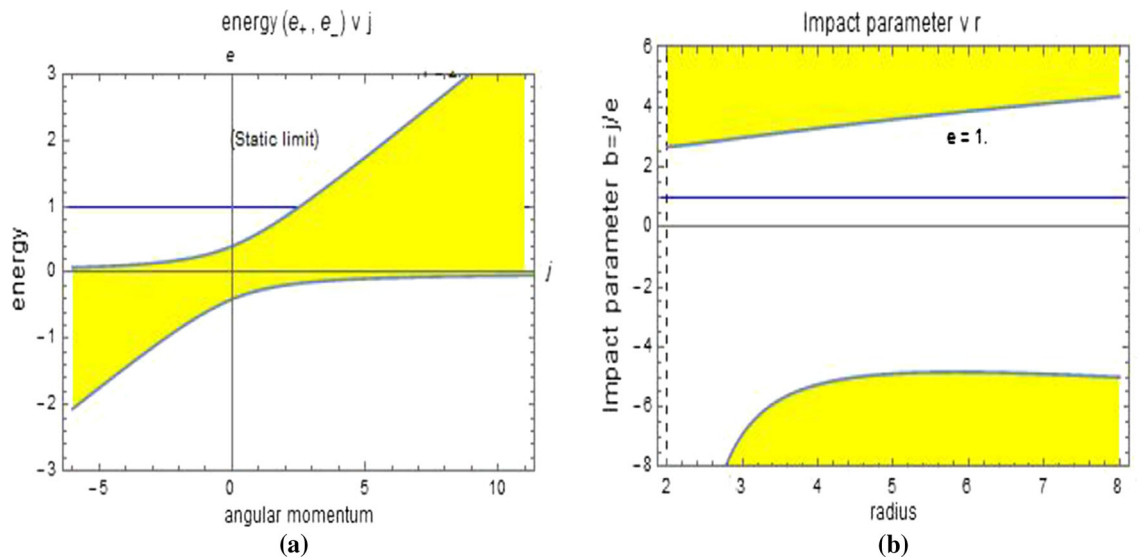 energy (e₊ , e₋) v j
e
3
2
1
0
−1
−2
−3
(Static limit)
j
energy
−5
0
5
10
angular momentum
(a)
Impact parameter v r
6
4
2
0
−2
−4
−6
−8
e = 1.
Impact parameter b= j/e
2
3
4
5
6
7
8
radius
(b)